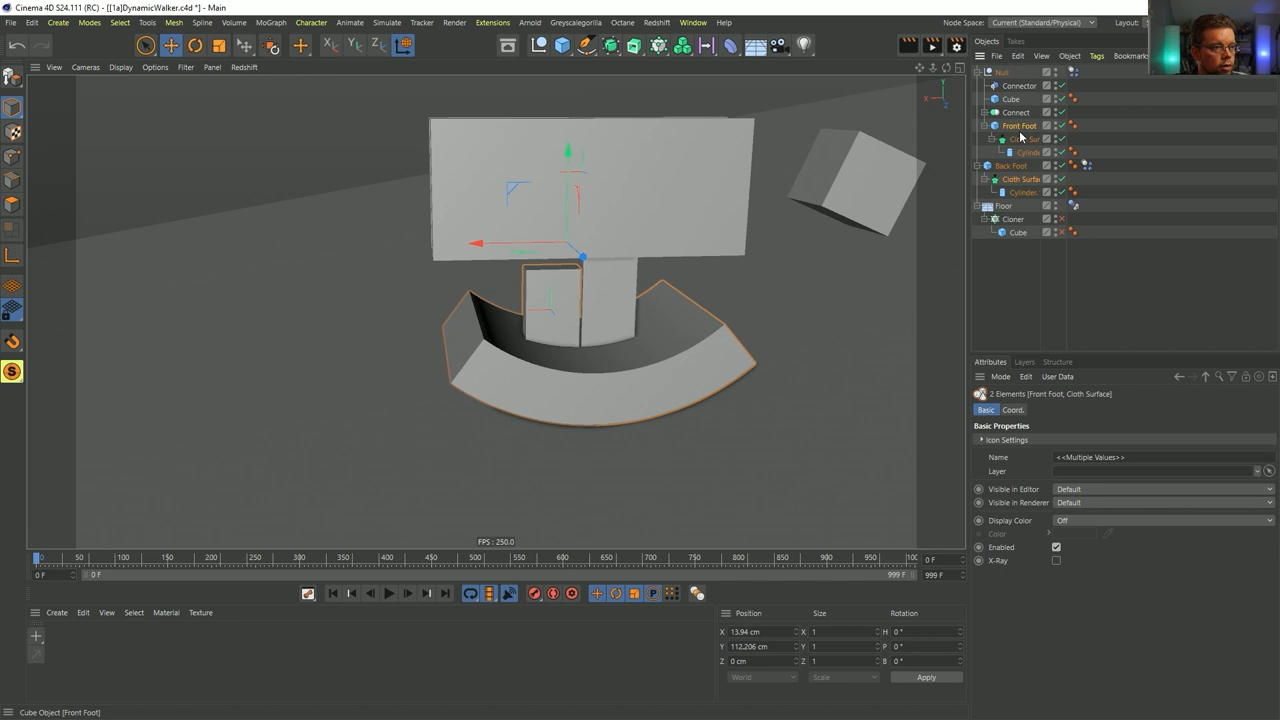 Cinema 4D S24.111 (RC) - [[1a]DynamicWalker.c4d *] - Main
File Edit Create Modes Select Tools Mesh Spline Volume MoGraph Character Animate Simulate Tracker Render Extensions Arnold Greyscalegorilla Octane Redshift Window Help
Node Space: Current (Standard/Physical) Layout:
X Y Z
Objects Takes
View Cameras Display Options Filter Panel Redshift
File Edit View Object Tags Bookmarks
Null
Connector
Cube
Connect
Front Foot
Cylinde
Back Foot
Cloth Surfa
Cylinder.
Floor
Cloner
Cube
Y
X
Z
Attributes Layers Structure
Mode Edit User Data
2 Elements [Front Foot, Cloth Surface]
Basic Coord.
Basic Properties
Icon Settings
Name <<Multiple Values>>
Layer
Visible in Editor Default
Visible in Renderer Default
Display Color Off
Color
Enabled
X-Ray
FPS : 250.0
0 50 100 150 200 250 300 350 400 450 500 550 600 650 700 750 800 850 900 950 100 0 F
0 F 0 F 999 F 999 F
Create Edit View Select Material Texture
Position Size Rotation
X 13.94 cm X 1 H 0 °
Y 112.206 cm Y 1 P 0 °
Z 0 cm Z 1 B 0 °
World Scale Apply
Cube Object [Front Foot]